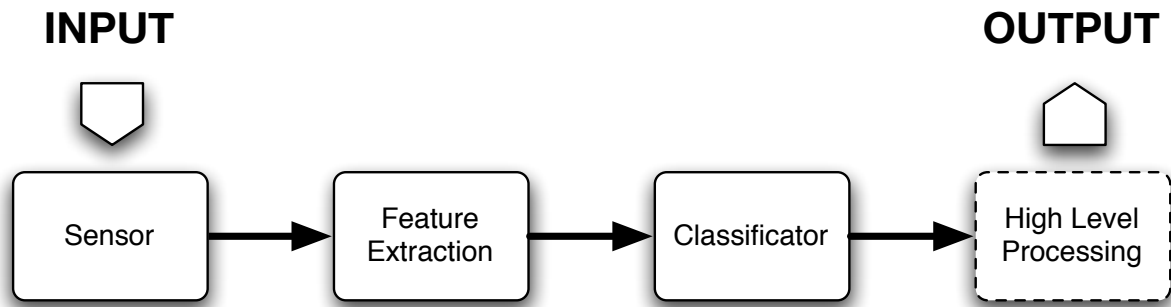 INPUT
OUTPUT
Sensor
Feature
Extraction
Classificator
High Level
Processing